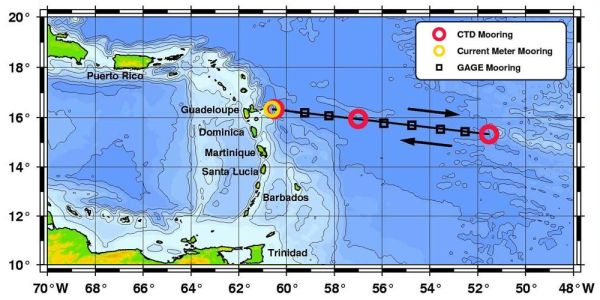 20°
18°
16°
14°
12°
10°
CTD Mooring
Current Meter Mooring
GAGE Mooring
Puerto Rico
Guadeloupe
Dominica
Martinique
Santa Lucia
Barbados
Trinidad
70°W 68° 66° 64° 62° 60° 58° 56° 54° 52° 50°W